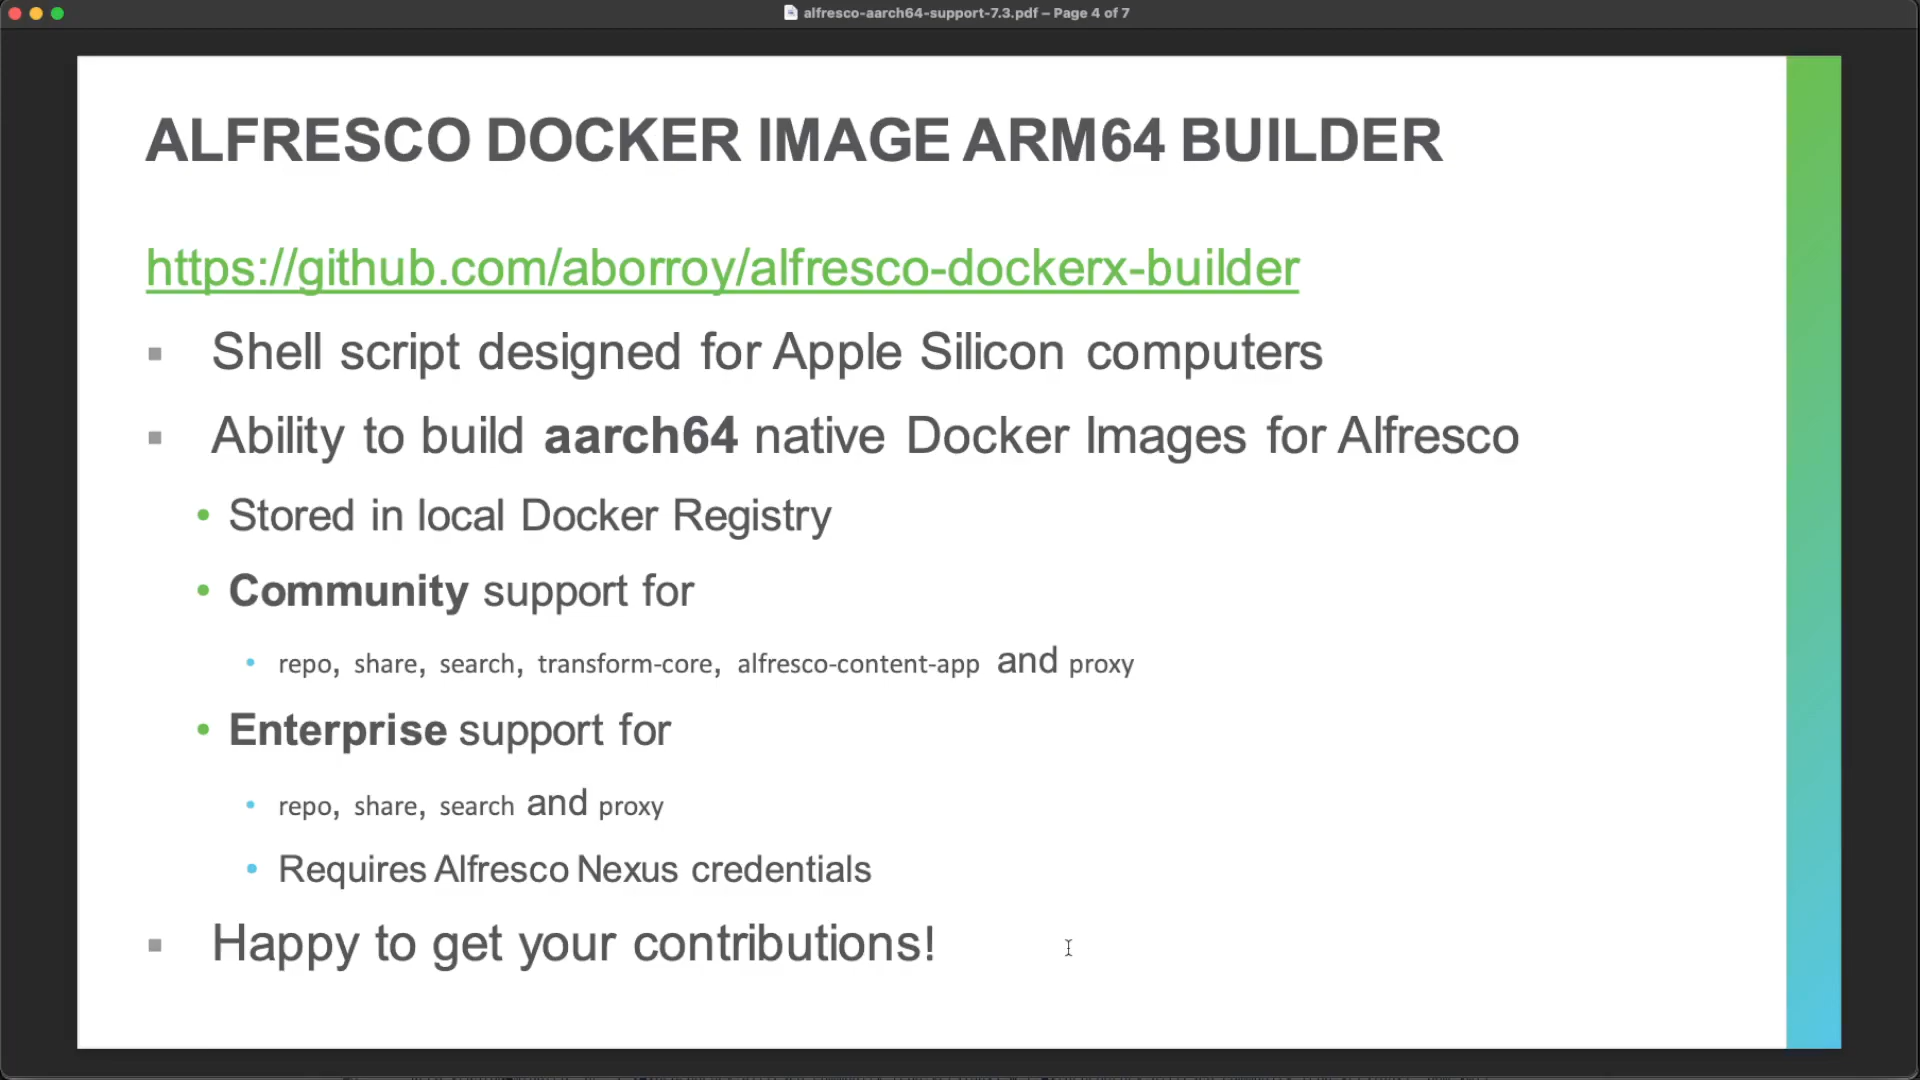 alfresco-aarch64-support-7.3.pdf – Page 4 of 7
ALFRESCO DOCKER IMAGE ARM64 BUILDER
https://github.com/aborroy/alfresco-dockerx-builder
Shell script designed for Apple Silicon computers
Ability to build aarch64 native Docker Images for Alfresco
Stored in local Docker Registry
Community support for
repo, share, search, transform-core, alfresco-content-app and proxy
Enterprise support for
repo, share, search and proxy
Requires Alfresco Nexus credentials
Happy to get your contributions!